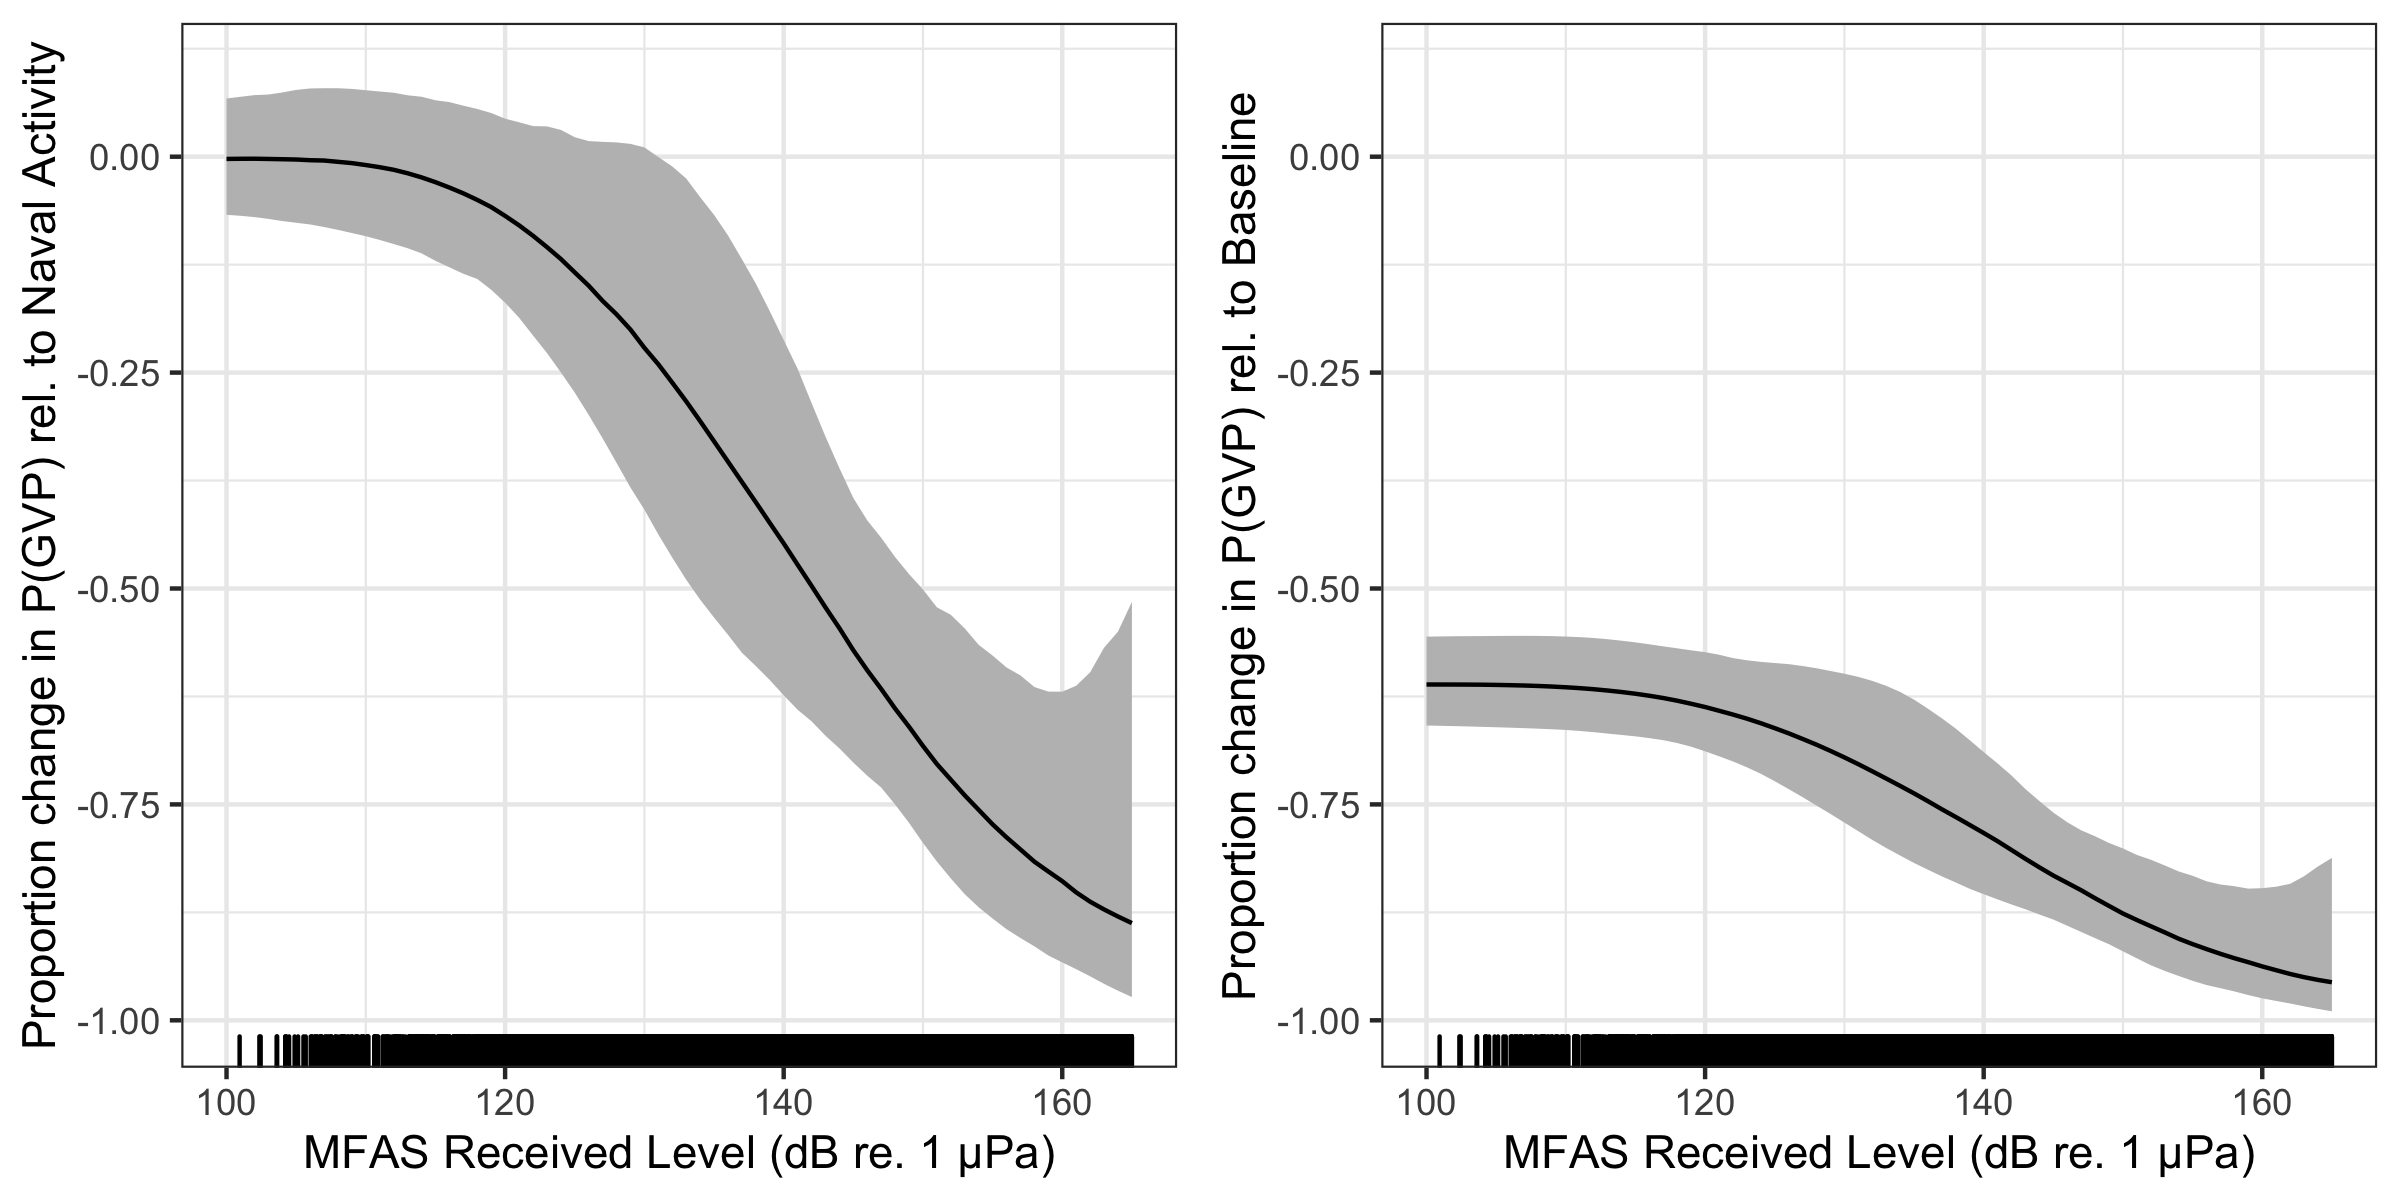 Proportion change in P(GVP) rel. to Naval Activity
0.00
-0.25
-0.50
-0.75
-1.00
100 120 140 160
MFAS Received Level (dB re. 1 μPa)
Proportion change in P(GVP) rel. to Baseline
0.00
-0.25
-0.50
-0.75
-1.00
100 120 140 160
MFAS Received Level (dB re. 1 μPa)